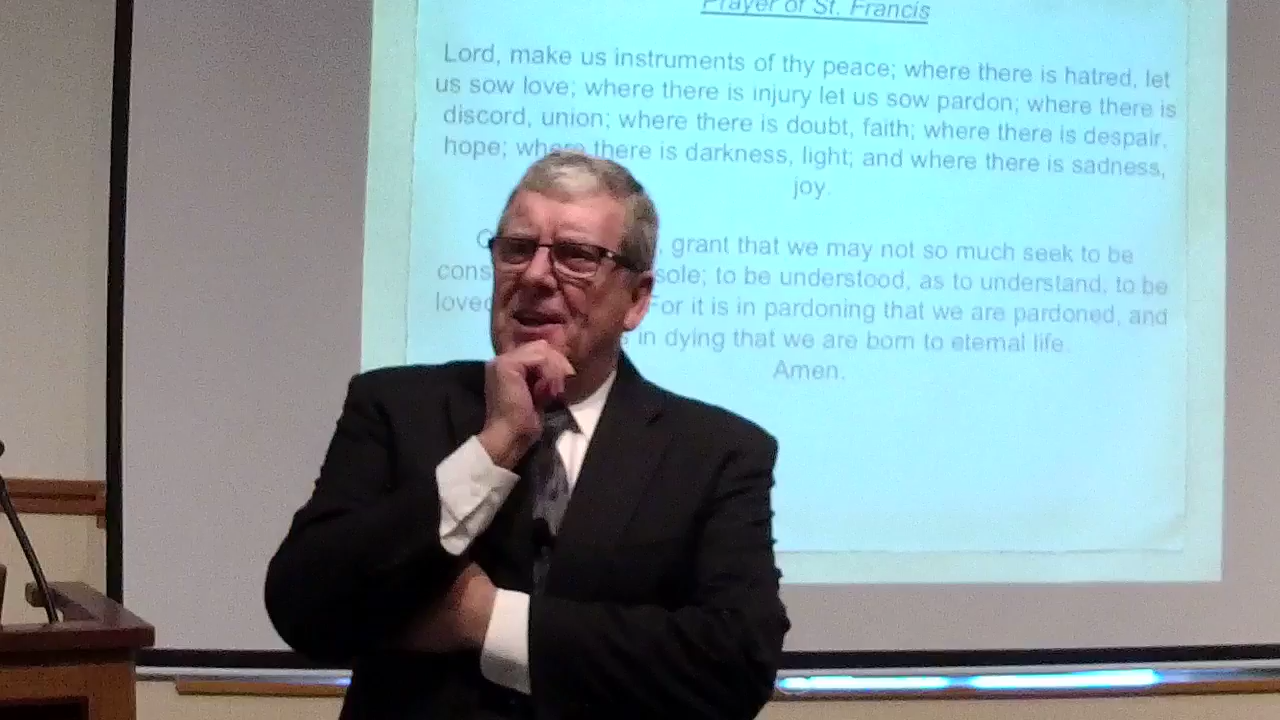 Prayer of St. Francis
Lord, make us instruments of thy peace; where there is hatred, let
us sow love; where there is injury let us sow pardon; where there is
discord, union; where there is doubt, faith; where there is despair,
hope; where there is darkness, light; and where there is sadness,
joy.
, grant that we may not so much seek to be
cons sole; to be understood, as to understand, to be
loved For it is in pardoning that we are pardoned, and
in dying that we are born to eternal life.
Amen.